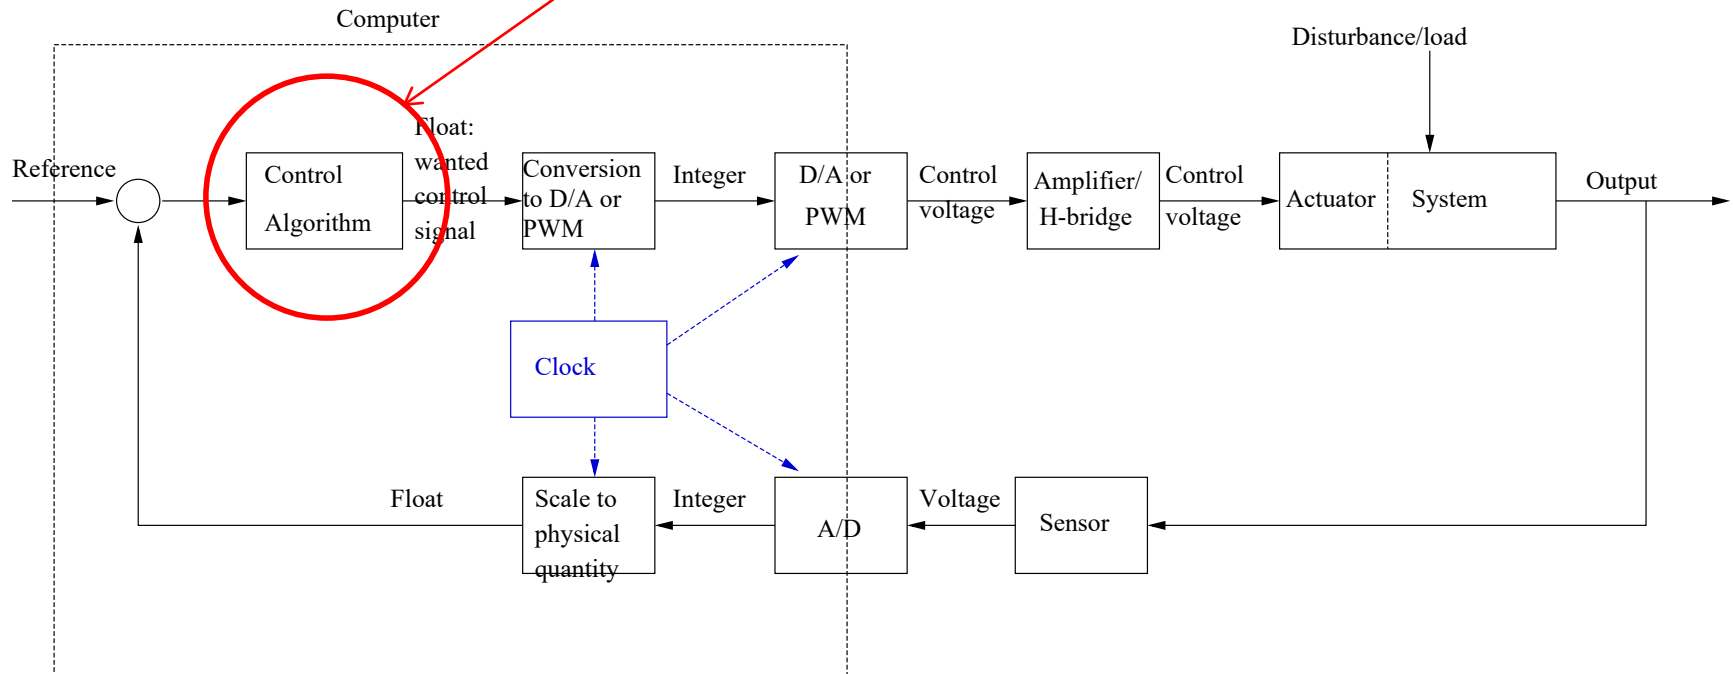 Computer
Disturbance/load
Reference
Control
Algorithm
Float:
wanted
control
signal
Conversion
to D/A or
PWM
Integer
D/A or
PWM
Control
voltage
Amplifier/
H-bridge
Control
voltage
Actuator
System
Output
Clock
Float
Scale to
physical
quantity
Integer
A/D
Voltage
Sensor